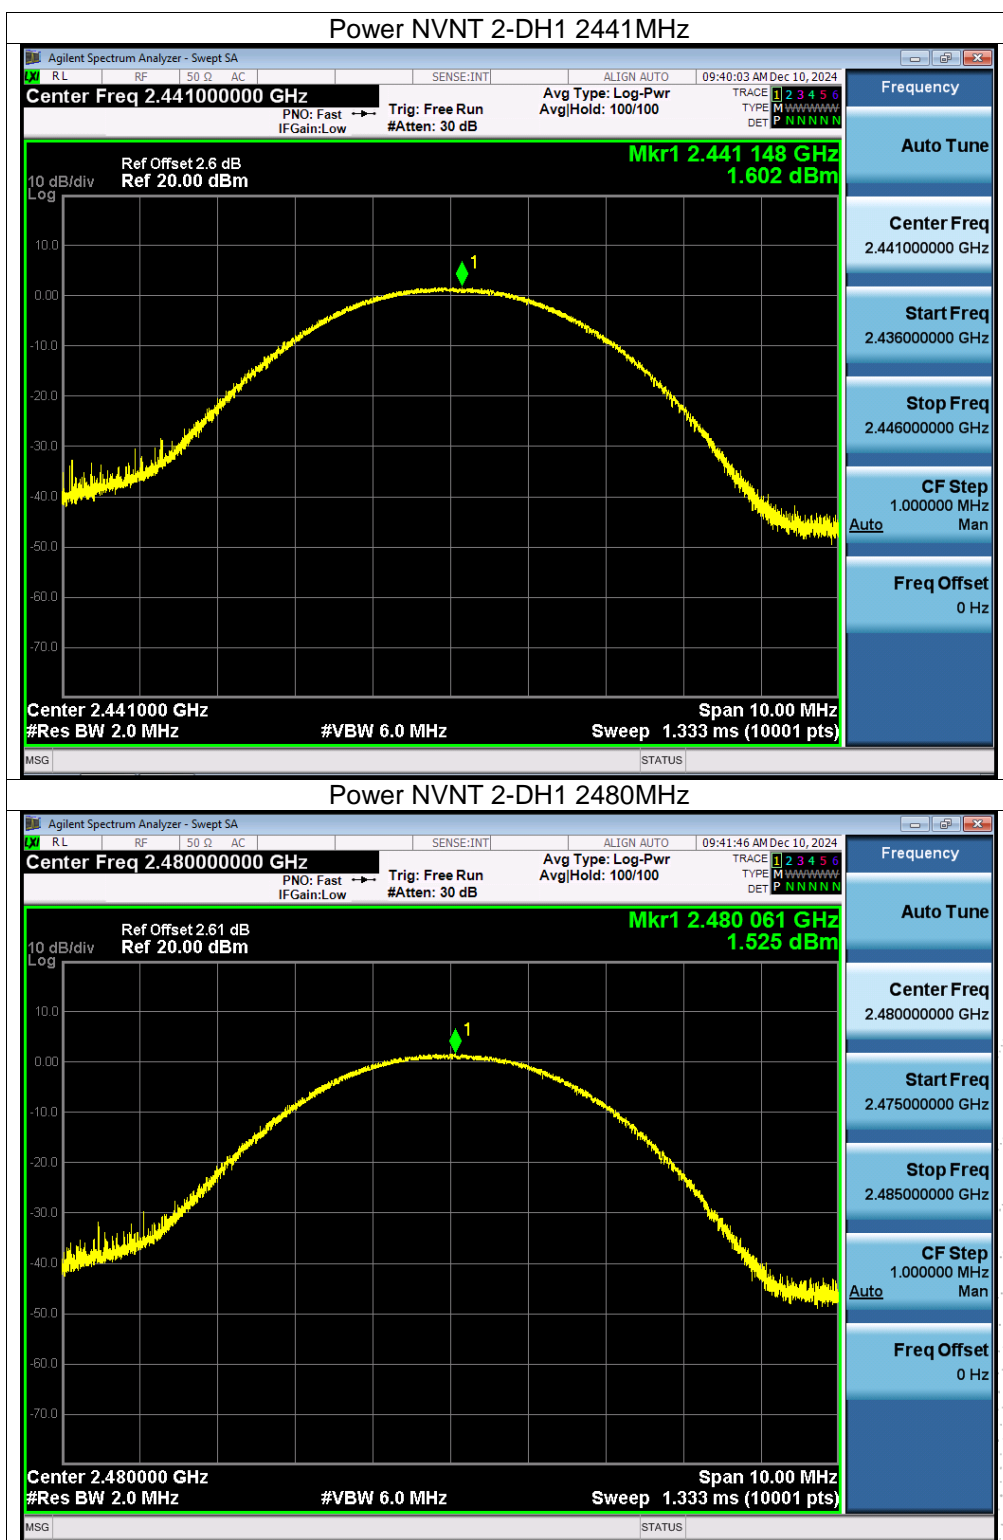 Power NVNT 2-DH1 2441MHz
Agilent Spectrum Analyzer - Swept SA
LXI RL RF 50 Ω AC SENSE:INT ALIGN AUTO 09:40:03 AM Dec 10, 2024
Center Freq 2.441000000 GHz
PNO: Fast
IFGain:Low
Trig: Free Run
#Atten: 30 dB
Avg Type: Log-Pwr
Avg|Hold: 100/100
TRACE 1 2 3 4 5 6
TYPE M WWWWW
DET P N N N N N
Frequency
Auto Tune
Center Freq
2.441000000 GHz
Start Freq
2.436000000 GHz
Stop Freq
2.446000000 GHz
CF Step
1.000000 MHz
Auto Man
Freq Offset
0 Hz
Mkr1 2.441 148 GHz
1.602 dBm
Ref Offset 2.6 dB
10 dB/div Ref 20.00 dBm
Log
1
10.0
0.00
-10.0
-20.0
-30.0
-40.0
-50.0
-60.0
-70.0
Center 2.441000 GHz Span 10.00 MHz
#Res BW 2.0 MHz #VBW 6.0 MHz Sweep 1.333 ms (10001 pts)
MSG STATUS
Power NVNT 2-DH1 2480MHz
Agilent Spectrum Analyzer - Swept SA
LXI RL RF 50 Ω AC SENSE:INT ALIGN AUTO 09:41:46 AM Dec 10, 2024
Center Freq 2.480000000 GHz
PNO: Fast
IFGain:Low
Trig: Free Run
#Atten: 30 dB
Avg Type: Log-Pwr
Avg|Hold: 100/100
TRACE 1 2 3 4 5 6
TYPE M WWWWW
DET P N N N N N
Frequency
Auto Tune
Center Freq
2.480000000 GHz
Start Freq
2.475000000 GHz
Stop Freq
2.485000000 GHz
CF Step
1.000000 MHz
Auto Man
Freq Offset
0 Hz
Mkr1 2.480 061 GHz
1.525 dBm
Ref Offset 2.61 dB
10 dB/div Ref 20.00 dBm
Log
1
10.0
0.00
-10.0
-20.0
-30.0
-40.0
-50.0
-60.0
-70.0
Center 2.480000 GHz Span 10.00 MHz
#Res BW 2.0 MHz #VBW 6.0 MHz Sweep 1.333 ms (10001 pts)
MSG STATUS